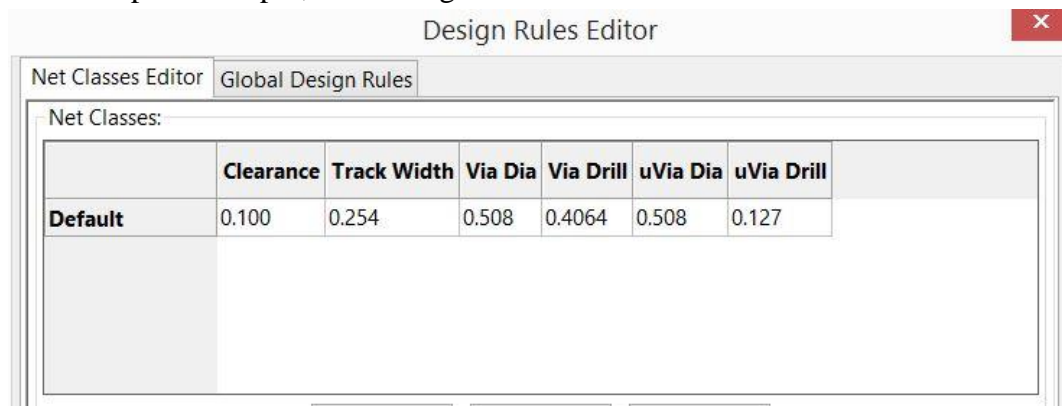 Design Rules Editor
Net Classes Editor Global Design Rules
Net Classes:
Clearance Track Width Via Dia Via Drill uVia Dia uVia Drill
Default 0.100 0.254 0.508 0.4064 0.508 0.127